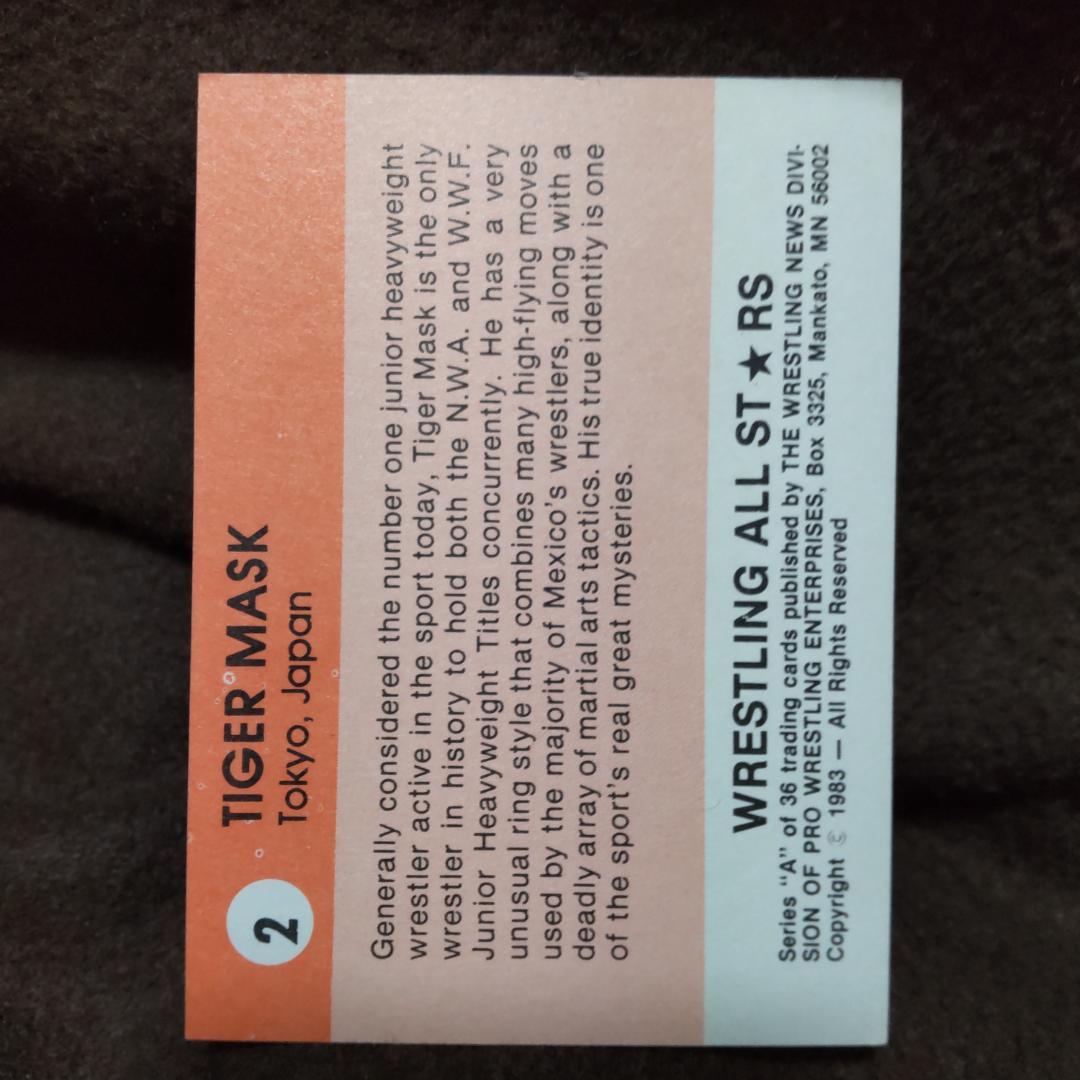 2
TIGER MASK
Tokyo, Japan
Generally considered the number one junior heavyweight
wrestler active in the sport today, Tiger Mask is the only
wrestler in history to hold both the N.W.A. and W.W.F.
Junior Heavyweight Titles concurrently. He has a very
unusual ring style that combines many high-flying moves
used by the majority of Mexico's wrestlers, along with a
deadly array of martial arts tactics. His true identity is one
of the sport's real great mysteries.
WRESTLING ALL ST★RS
Series "A" of 36 trading cards published by THE WRESTLING NEWS DIVI-
SION OF PRO WRESTLING ENTERPRISES, Box 3325, Mankato, MN 56002
Copyright © 1983 — All Rights Reserved